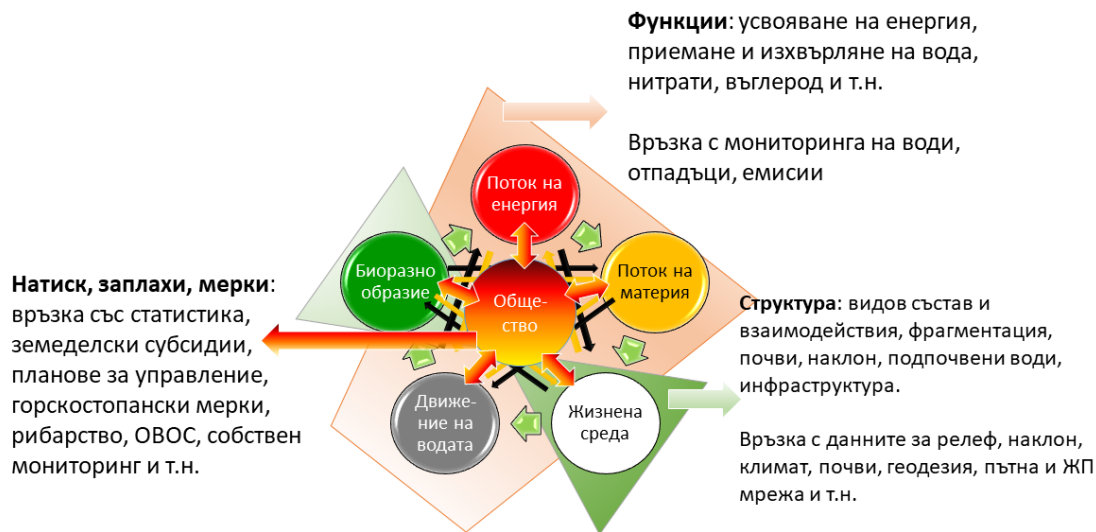 Функции: усвояване на енергия,
приемане и изхвърляне на вода,
нитрати, въглерод и т.н.
Връзка с мониторинга на води,
отпадъци, емисии
Поток на
енергия
Биоразно
образие
Поток на
материя
Обще-
ство
Движе-
ние на
водата
Жизнена
среда
Натиск, заплахи, мерки:
връзка със статистика,
земеделски субсидии,
планове за управление,
горскостопански мерки,
рибарство, ОВОС, собствен
мониторинг и т.н.
Структура: видов състав и
взаимодействия, фрагментация,
почви, наклон, подпочвени води,
инфраструктура.
Връзка с данните за релеф, наклон,
климат, почви, геодезия, пътна и ЖП
мрежа и т.н.